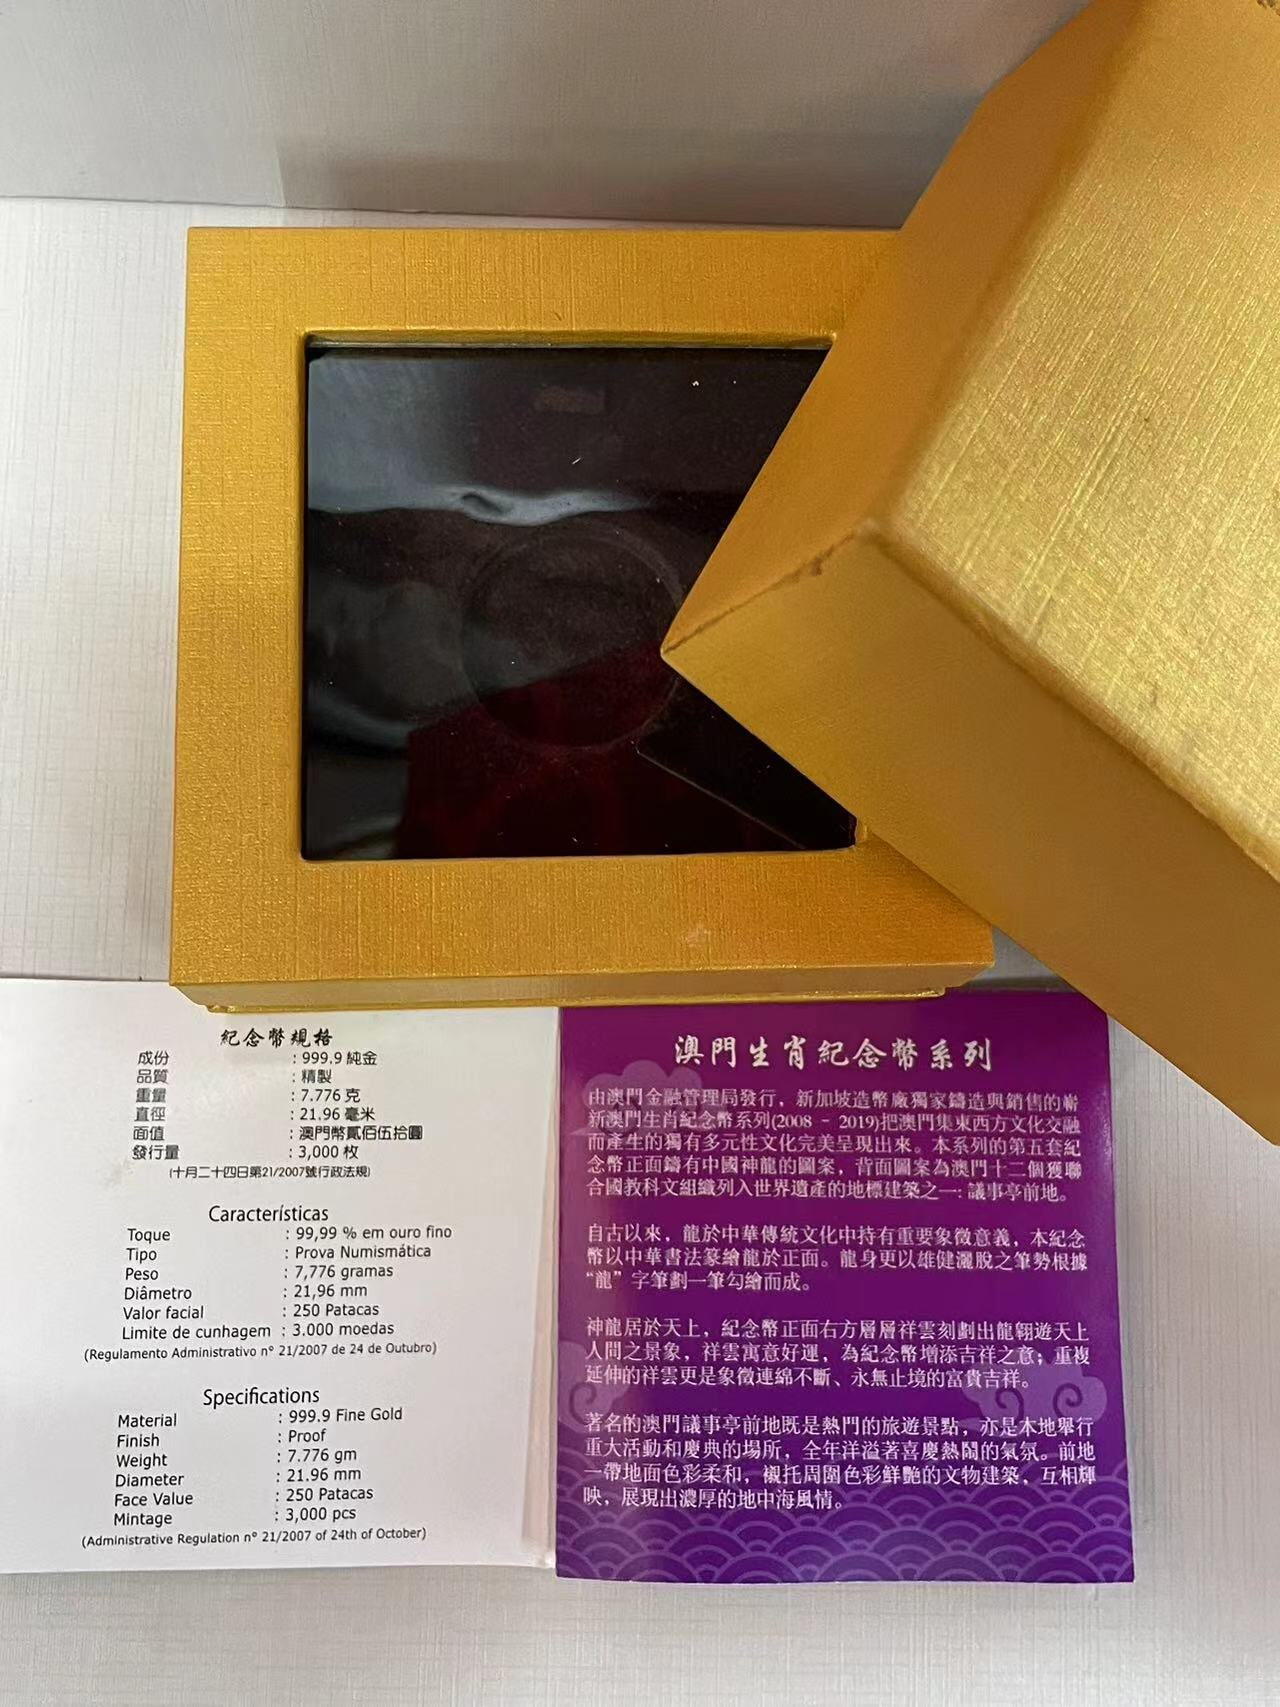 紀念幣規格
成份 : 999.9 純金
品質 : 精製
重量 : 7.776 克
直徑 : 21.96 毫米
面值 : 澳門幣貳佰伍拾圓
發行量 : 3,000 枚
(十月二十四日第21/2007號行政法規)
Características
Toque : 99,99 % em ouro fino
Tipo : Prova Numismática
Peso : 7,776 gramas
Diâmetro : 21,96 mm
Valor facial : 250 Patacas
Limite de cunhagem : 3.000 moedas
(Regulamento Administrativo nº 21/2007 de 24 de Outubro)
Specifications
Material : 999.9 Fine Gold
Finish : Proof
Weight : 7.776 gm
Diameter : 21.96 mm
Face Value : 250 Patacas
Mintage : 3,000 pcs
(Administrative Regulation nº 21/2007 of 24th of October)
澳門生肖紀念幣系列
由澳門金融管理局發行，新加坡造幣廠獨家鑄造與銷售的嶄
新澳門生肖紀念幣系列(2008 - 2019)把澳門集東西方文化交融
而產生的獨有多元性文化完美呈現出來。本系列的第五套紀
念幣正面鑄有中國神龍的圖案，背面圖案為澳門十二個獲聯
合國教科文組織列入世界遺產的地標建築之一: 議事亭前地。
自古以來，龍於中華傳統文化中持有重要象徵意義，本紀念
幣以中華書法篆繪龍於正面。龍身更以雄健灑脫之筆勢根據
“龍”字筆劃一筆勾繪而成。
神龍居於天上，紀念幣正面右方層層祥雲刻劃出龍翱遊天上
人間之景象，祥雲寓意好運，為紀念幣增添吉祥之意；重複
延伸的祥雲更是象徵連綿不斷、永無止境的富貴吉祥。
著名的澳門議事亭前地既是熱門的旅遊景點，亦是本地舉行
重大活動和慶典的場所，全年洋溢著喜慶熱鬧的氣氛。前地
一帶地面色彩柔和，襯托周圍色彩鮮艷的文物建築，互相輝
映，展現出濃厚的地中海風情。